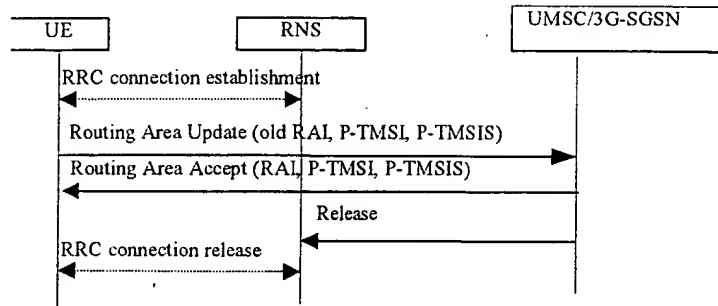 UE
RNS
UMSC/3G-SGSN
RRC connection establishment
Routing Area Update (old RAI, P-TMSI, P-TMSIS)
Routing Area Accept (RAI, P-TMSI, P-TMSIS)
Release
RRC connection release